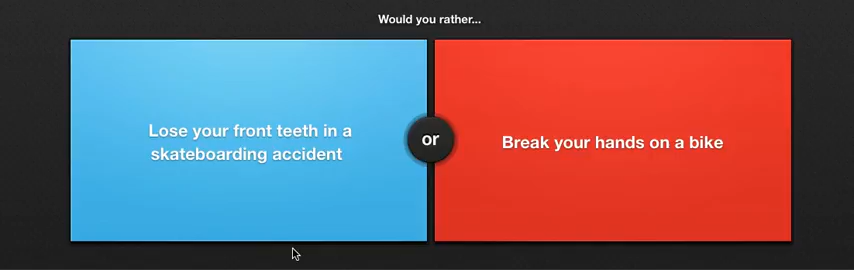 Would you rather...
Lose your front teeth in a
skateboarding accident
or
Break your hands on a bike